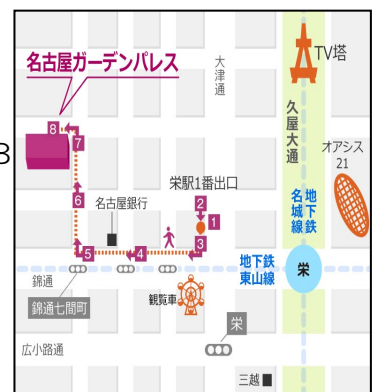 名古屋ガーデンパレス
大津通
TV塔
久屋大通
オアシス
21
8
8
7
栄駅1番出口
2
1
6
名古屋銀行
地下鉄
名城線
3
5
4
地下鉄
東山線
栄
錦通
観覧車
錦通七間町
栄
広小路通
三越